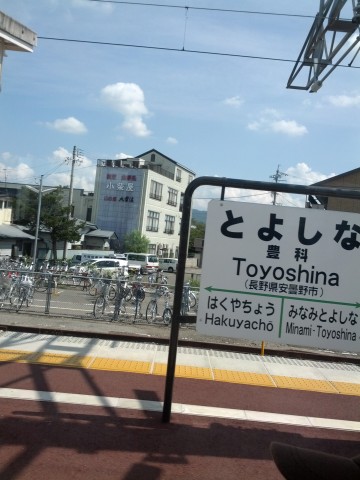 とよしな
豊科
Toyoshina
(長野県安曇野市)
はくやちょう
Hakuyachō
みなみとよしな
Minami-Toyoshina